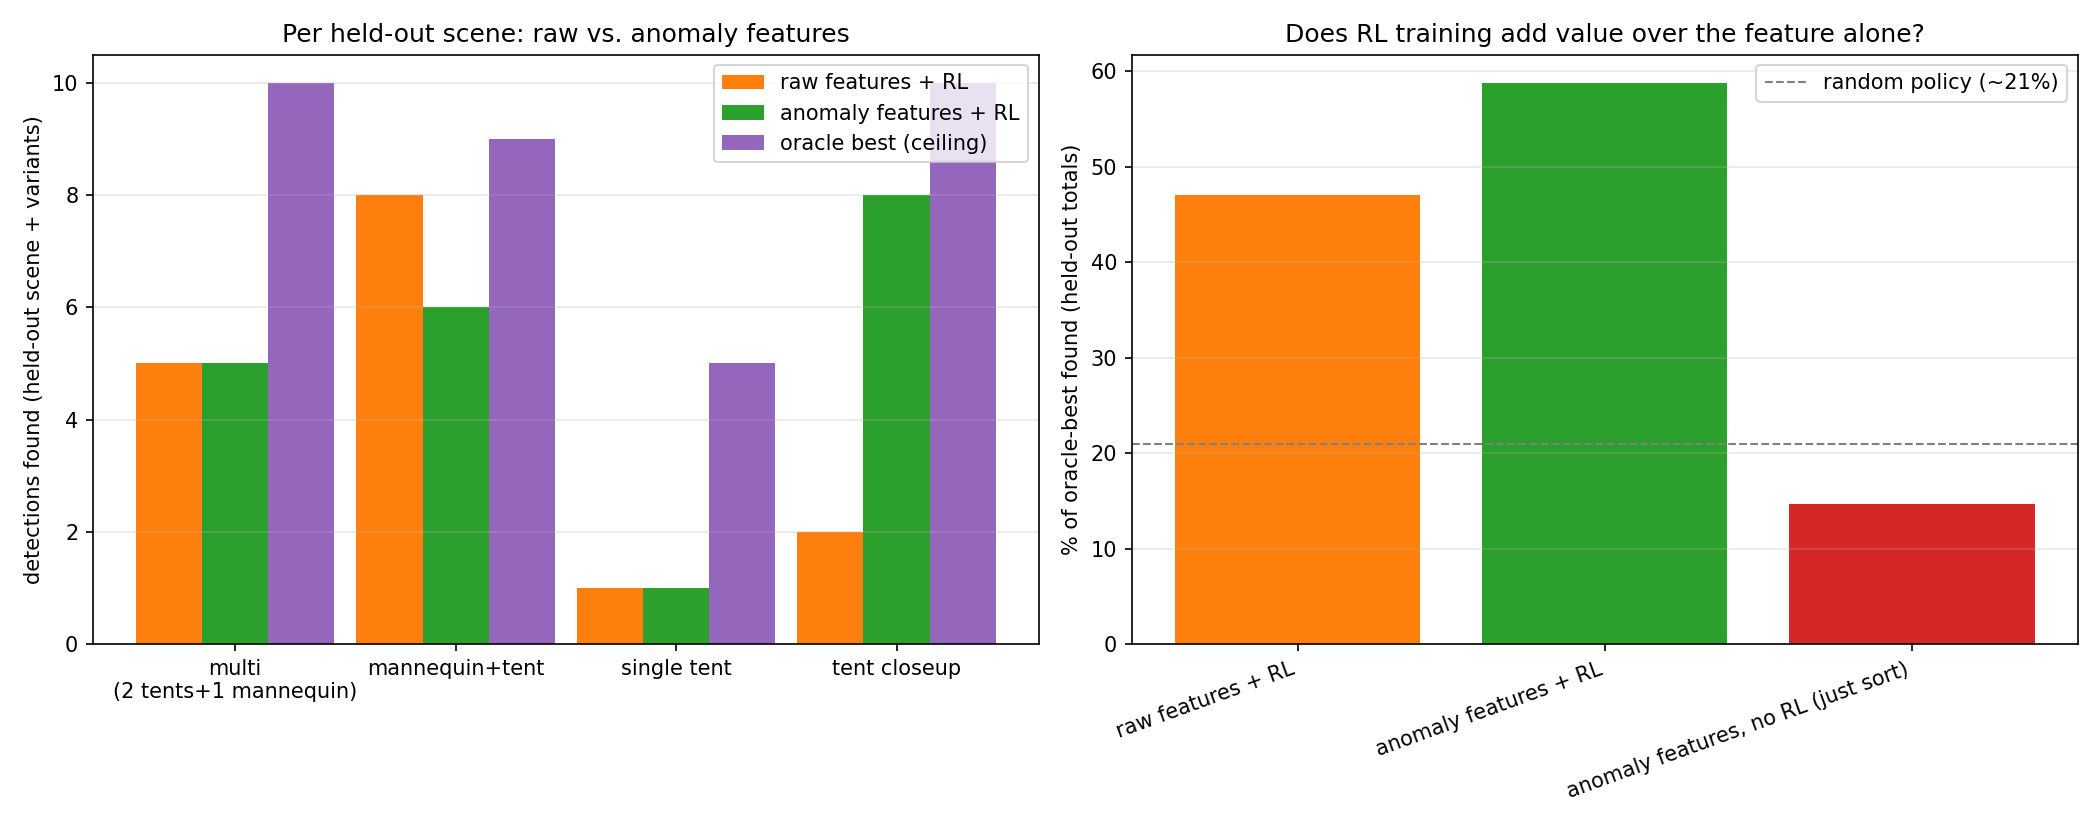 Per held-out scene: raw vs. anomaly features
detections found (held-out scene + variants)
10
8
6
4
2
0
raw features + RL
anomaly features + RL
oracle best (ceiling)
multi
(2 tents+1 mannequin)
mannequin+tent
single tent
tent closeup
Does RL training add value over the feature alone?
% of oracle-best found (held-out totals)
60
50
40
30
20
10
0
random policy (~21%)
raw features + RL
anomaly features + RL
anomaly features, no RL (just sort)